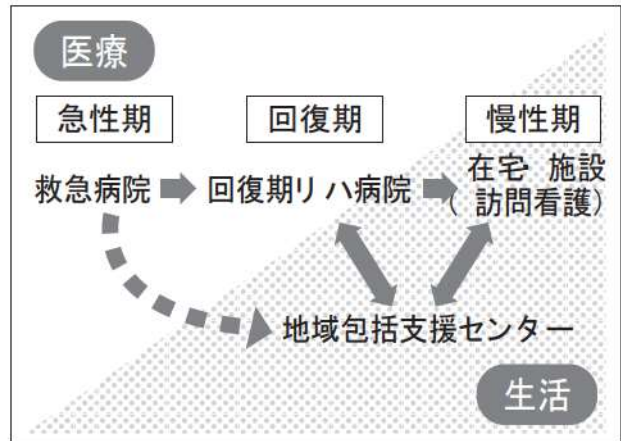 医療
急性期
回復期
慢性期
救急病院
回復期リハ病院
在宅・施設
(訪問看護)
地域包括支援センター
生活